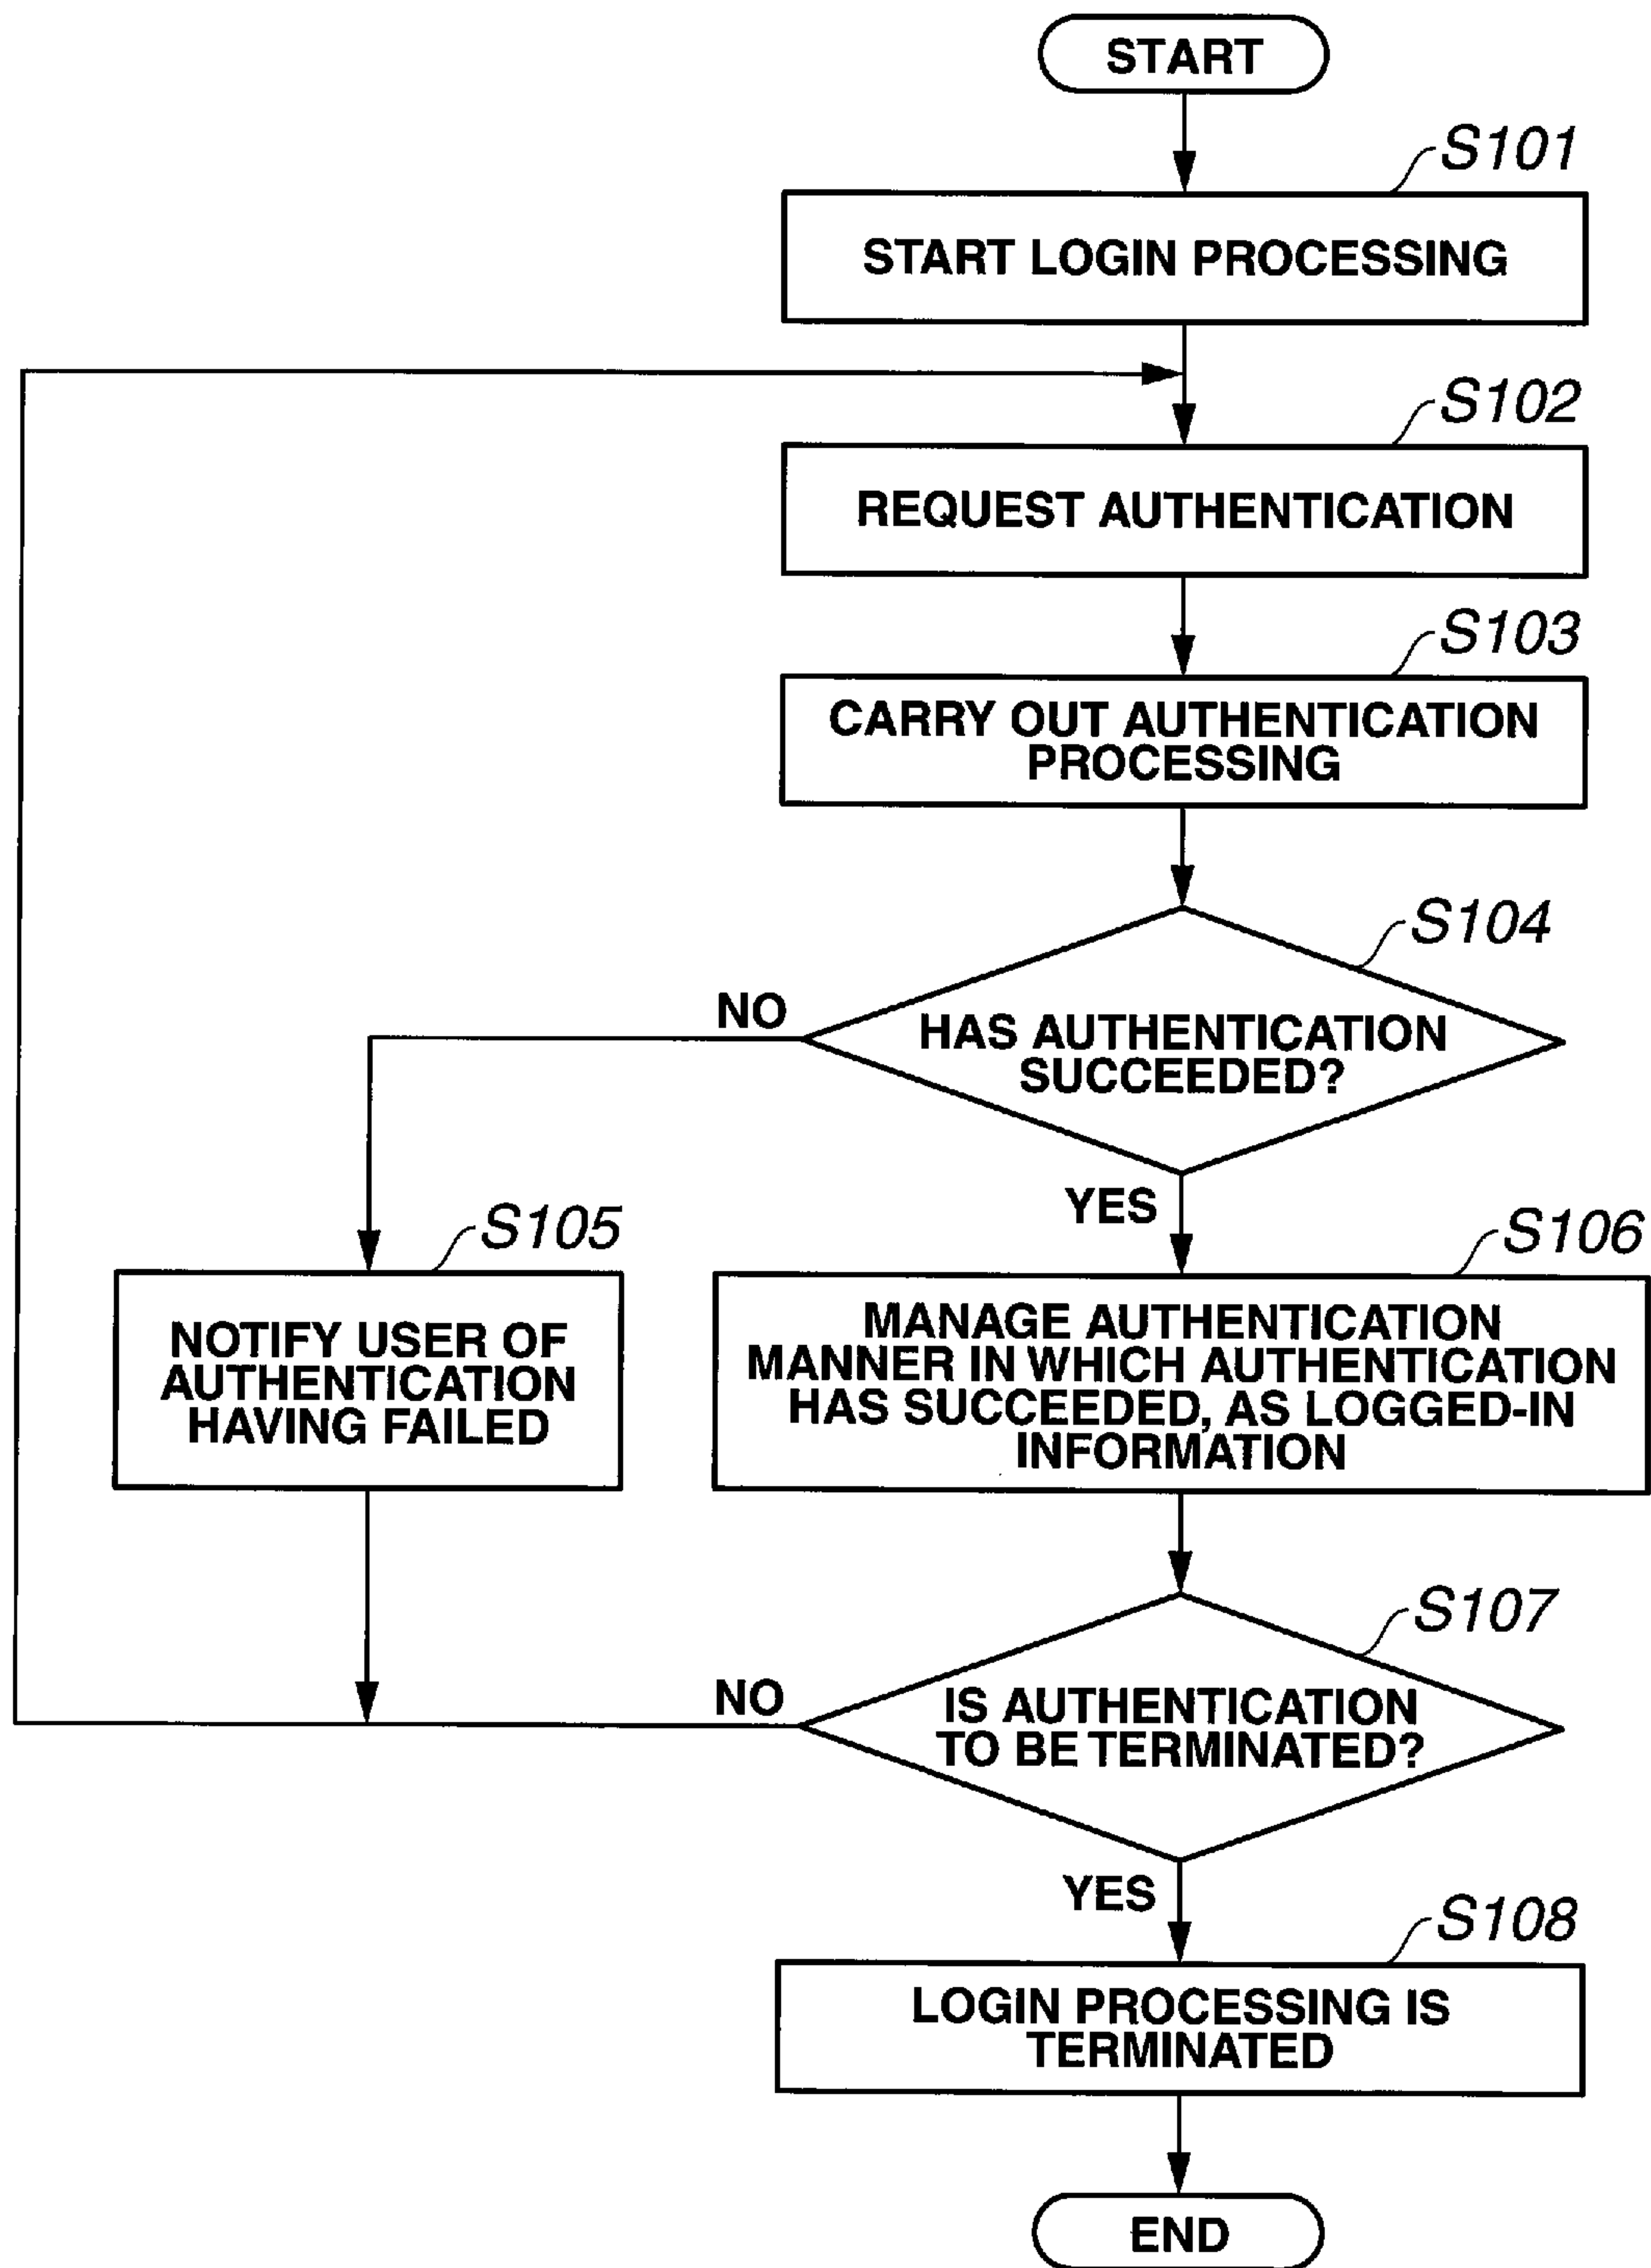 START
S101
START LOGIN PROCESSING
S102
REQUEST AUTHENTICATION
S103
CARRY OUT AUTHENTICATION
PROCESSING
S104
NO
HAS AUTHENTICATION
SUCCEEDED?
YES
S105
NOTIFY USER OF
AUTHENTICATION
HAVING FAILED
S106
MANAGE AUTHENTICATION
MANNER IN WHICH AUTHENTICATION
HAS SUCCEEDED, AS LOGGED-IN
INFORMATION
S107
NO
IS AUTHENTICATION
TO BE TERMINATED?
YES
S108
LOGIN PROCESSING IS
TERMINATED
END